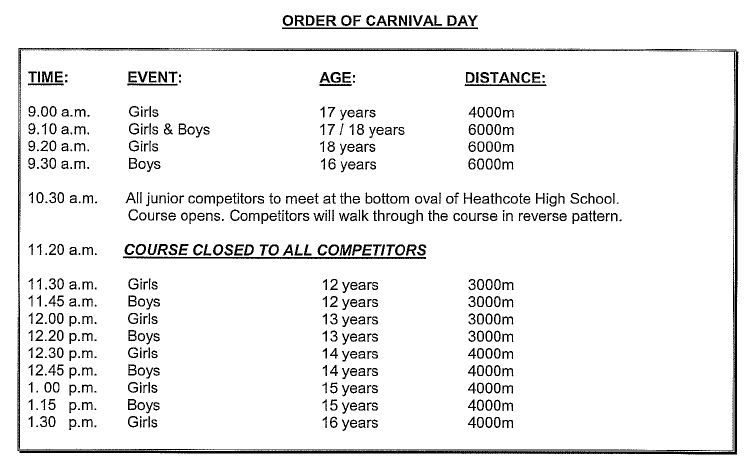 ORDER OF CARNIVAL DAY
TIME: EVENT: AGE: DISTANCE:
9.00 a.m. Girls 17 years 4000m
9.10 a.m. Girls & Boys 17 / 18 years 6000m
9.20 a.m. Girls 18 years 6000m
9.30 a.m. Boys 16 years 6000m
10.30 a.m. All junior competitors to meet at the bottom oval of Heathcote High School.
Course opens. Competitors will walk through the course in reverse pattern.
11.20 a.m. COURSE CLOSED TO ALL COMPETITORS
11.30 a.m. Girls 12 years 3000m
11.45 a.m. Boys 12 years 3000m
12.00 p.m. Girls 13 years 3000m
12.20 p.m. Boys 13 years 3000m
12.30 p.m. Girls 14 years 4000m
12.45 p.m. Boys 14 years 4000m
1. 00 p.m. Girls 15 years 4000m
1.15 p.m. Boys 15 years 4000m
1.30 p.m. Girls 16 years 4000m